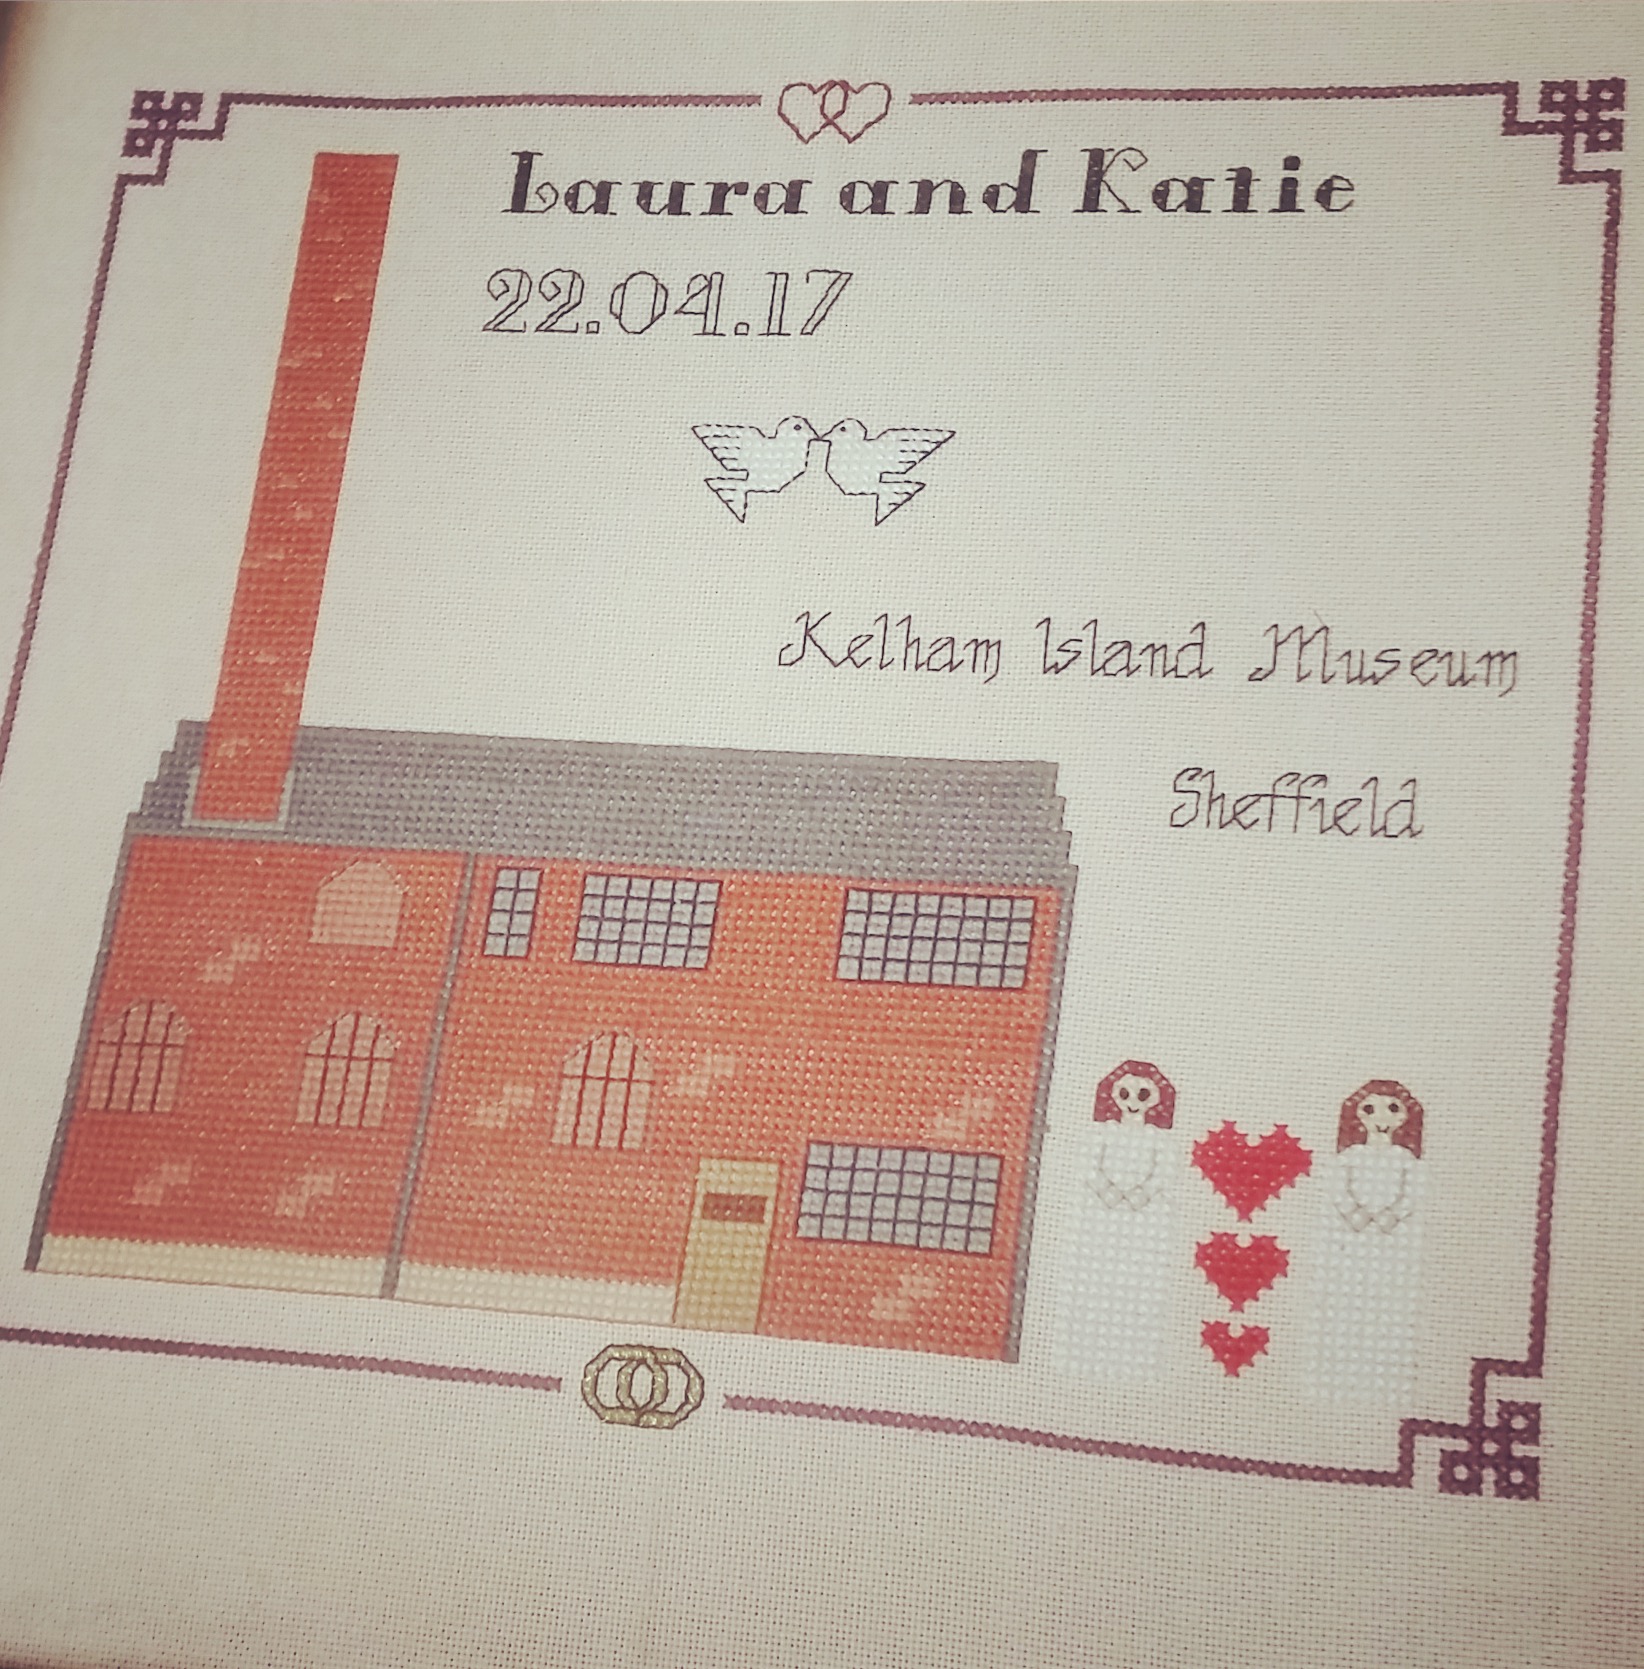 Laura and Katie
22.04.17
Kelham Island Museum
Sheffield